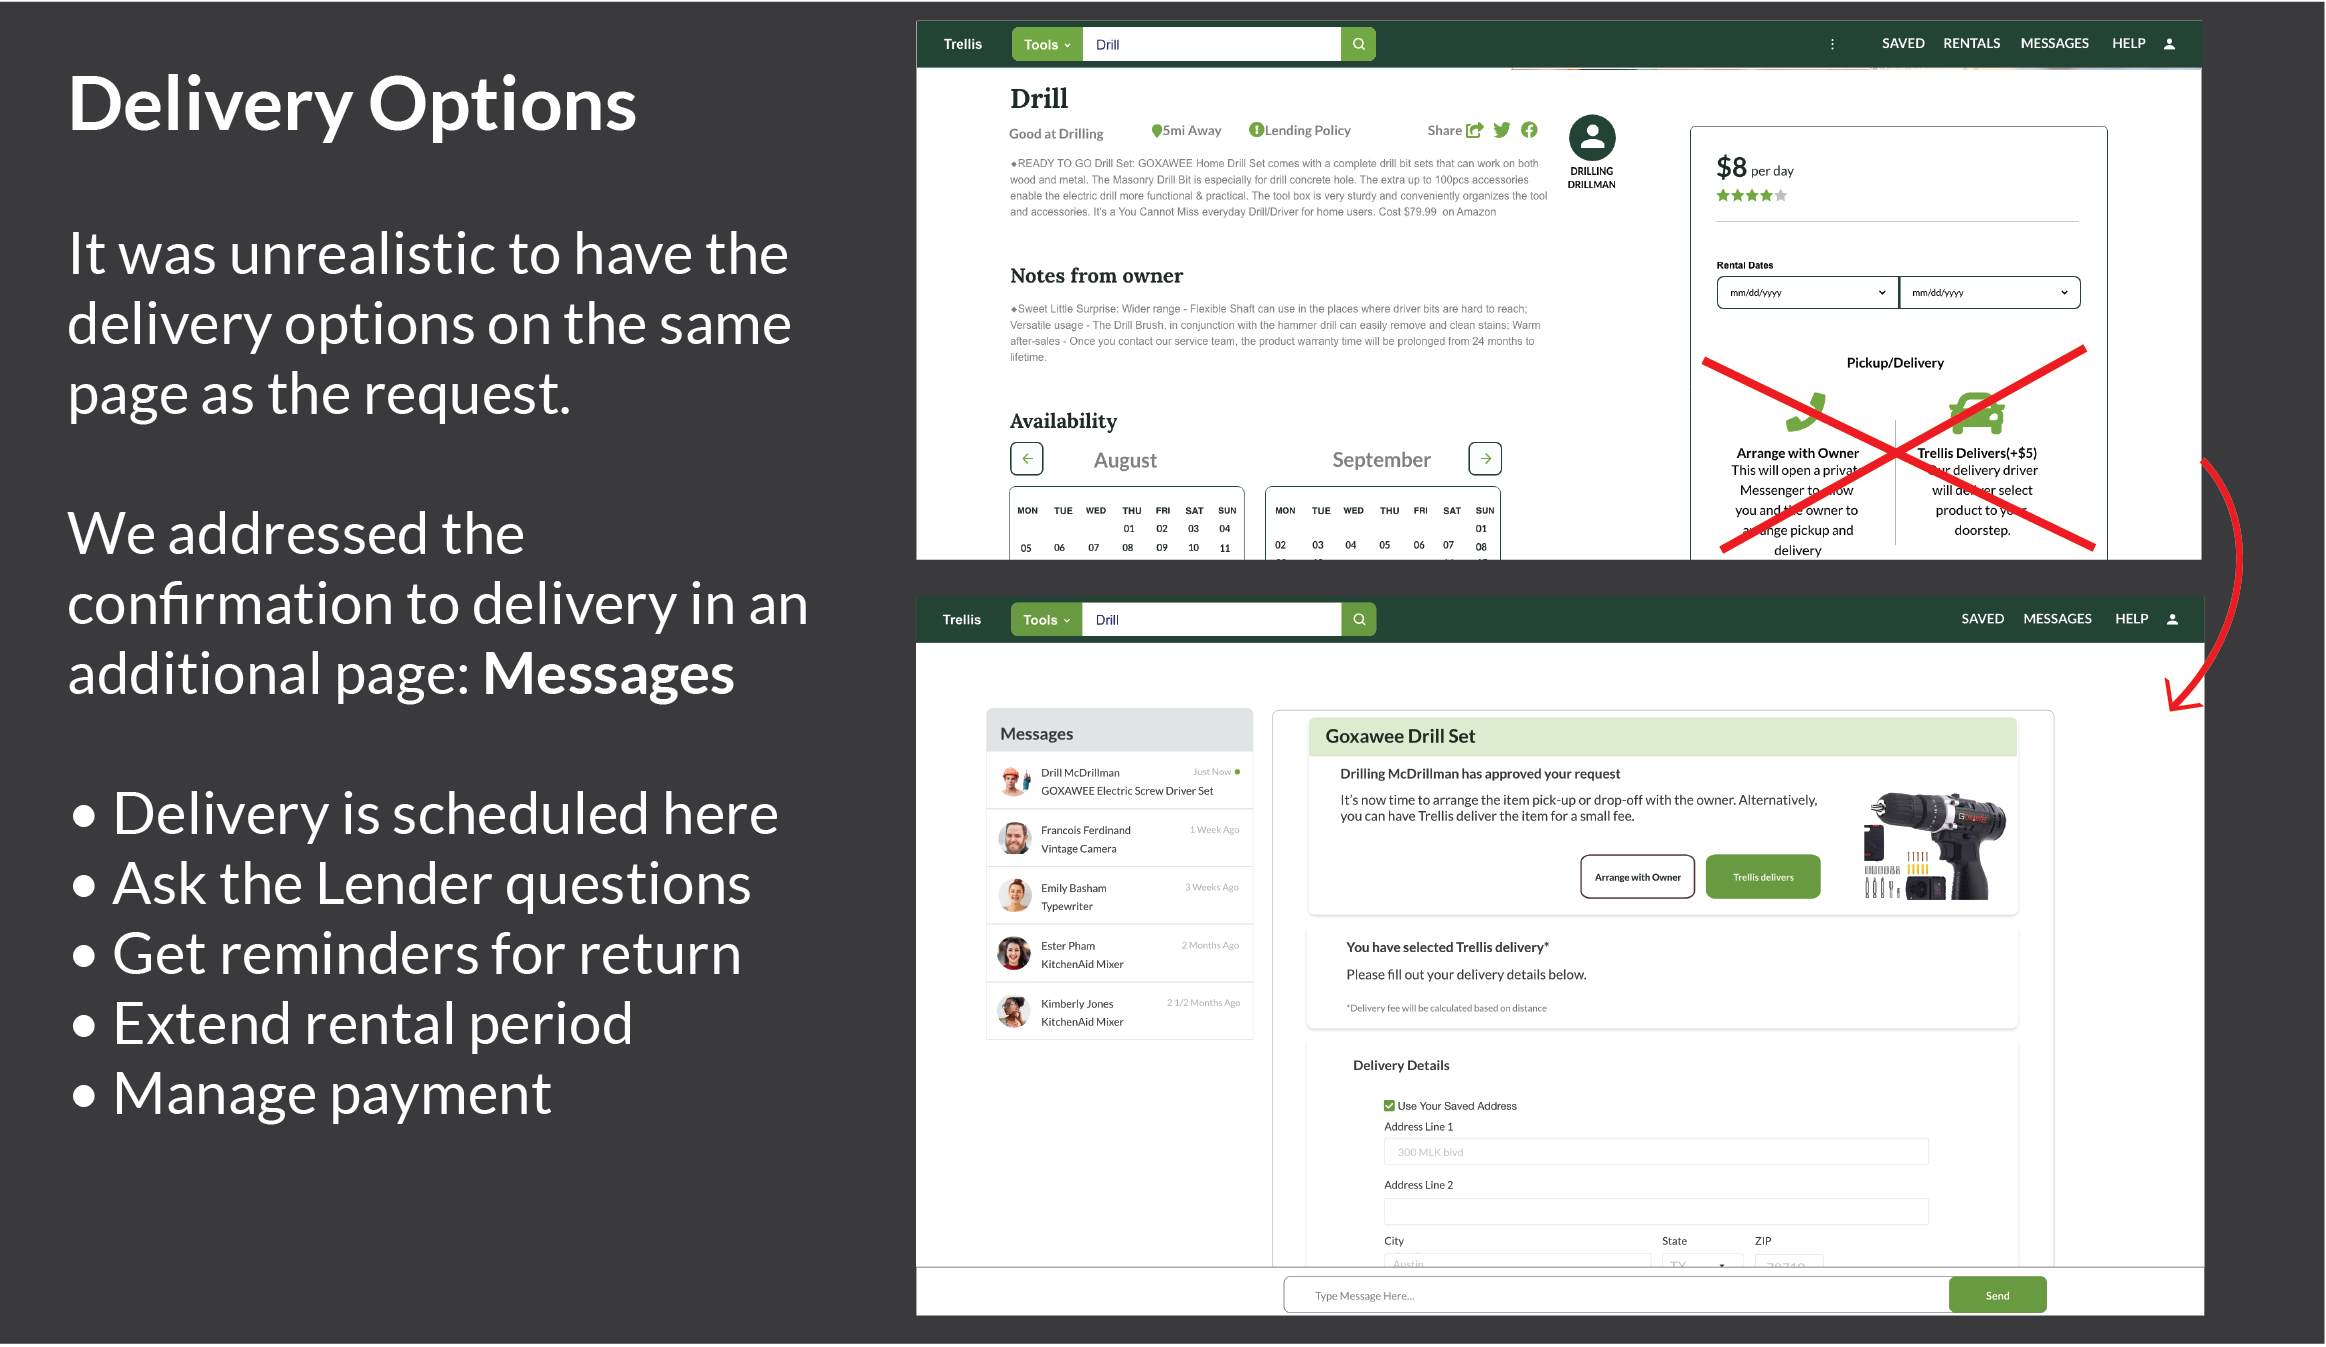 Delivery Options
It was unrealistic to have the
delivery options on the same
page as the request.
We addressed the
confirmation to delivery in an
additional page: Messages
• Delivery is scheduled here
• Ask the Lender questions
• Get reminders for return
• Extend rental period
• Manage payment
Trellis Tools Drill SAVED RENTALS MESSAGES HELP
Drill
Good at Drilling 5mi Away Lending Policy Share
◆READY TO GO Drill Set: GOXAWEE Home Drill Set comes with a complete drill bit sets that can work on both
wood and metal. The Masonry Drill Bit is especially for drill concrete hole. The extra up to 100pcs accessories
enable the electric drill more functional & practical. The tool box is very sturdy and conveniently organizes the tool
and accessories. It's a You Cannot Miss everyday Drill/Driver for home users. Cost $79.99 on Amazon
DRILLING
DRILLMAN
Notes from owner
◆Sweet Little Surprise: Wider range - Flexible Shaft can use in the places where driver bits are hard to reach;
Versatile usage - The Drill Brush, in conjunction with the hammer drill can easily remove and clean stains; Warm
after-sales - Once you contact our service team, the product warranty time will be prolonged from 24 months to
lifetime.
Availability
August September
MON TUE WED THU FRI SAT SUN
01 02 03 04
05 06 07 08 09 10 11
MON TUE WED THU FRI SAT SUN
01
02 03 04 05 06 07 08
$8 per day
Rental Dates
mm/dd/yyyy mm/dd/yyyy
Pickup/Delivery
Arrange with Owner
This will open a private
Messenger to allow
you and the owner to
arrange pickup and
delivery
Trellis Delivers(+$5)
Our delivery driver
will deliver select
product to your
doorstep.
Trellis Tools Drill SAVED MESSAGES HELP
Messages
Drill McDrillman Just Now
GOXAWEE Electric Screw Driver Set
Francois Ferdinand 1 Week Ago
Vintage Camera
Emily Basham 3 Weeks Ago
Typewriter
Ester Pham 2 Months Ago
KitchenAid Mixer
Kimberly Jones 2 1/2 Months Ago
KitchenAid Mixer
Goxawee Drill Set
Drilling McDrillman has approved your request
It's now time to arrange the item pick-up or drop-off with the owner. Alternatively,
you can have Trellis deliver the item for a small fee.
Arrange with Owner Trellis delivers
You have selected Trellis delivery*
Please fill out your delivery details below.
*Delivery fee will be calculated based on distance
Delivery Details
Use Your Saved Address
Address Line 1
300 MLK blvd
Address Line 2
City State ZIP
Austin TX
Type Message Here... Send